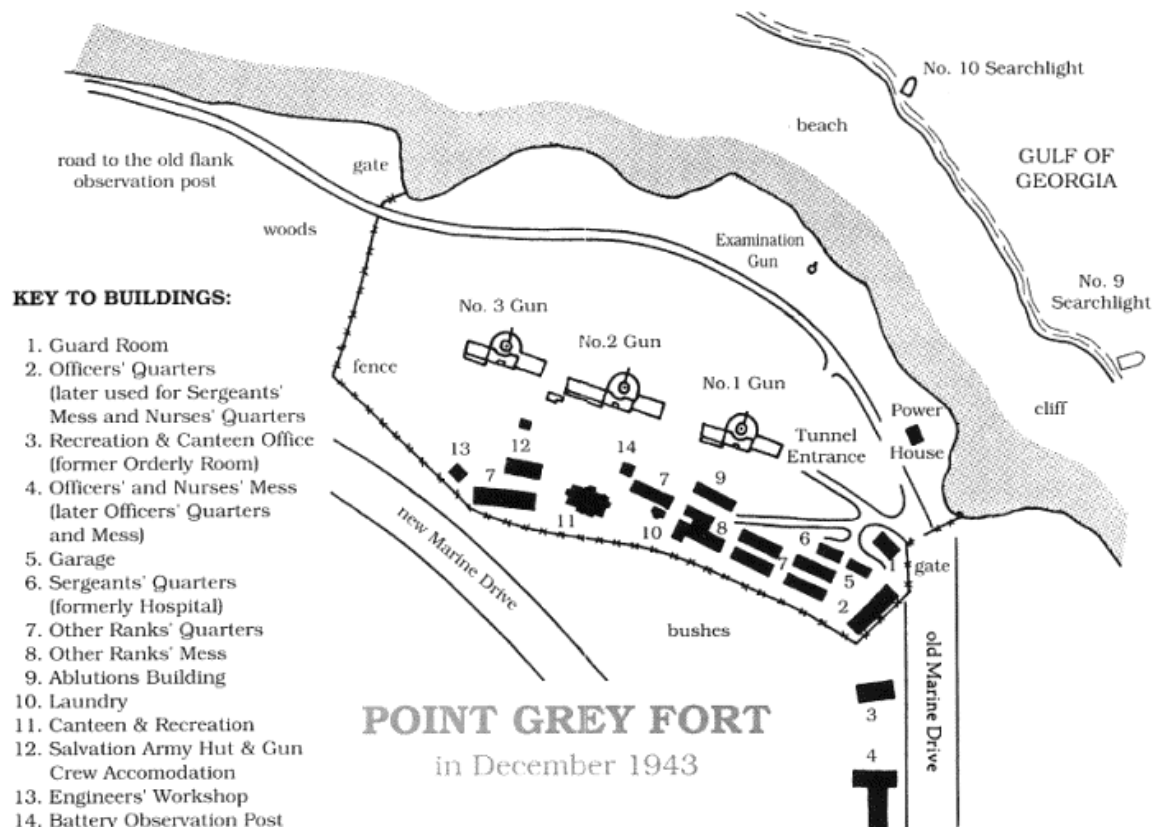 No. 10 Searchlight
beach
GULF OF
GEORGIA
road to the old flank
observation post
gate
woods
Examination
Gun
No. 9
Searchlight
KEY TO BUILDINGS:
1. Guard Room
2. Officers' Quarters
(later used for Sergeants'
Mess and Nurses' Quarters
3. Recreation & Canteen Office
(former Orderly Room)
4. Officers' and Nurses' Mess
(later Officers' Quarters
and Mess)
5. Garage
6. Sergeants' Quarters
(formerly Hospital)
7. Other Ranks' Quarters
8. Other Ranks' Mess
9. Ablutions Building
10. Laundry
11. Canteen & Recreation
12. Salvation Army Hut & Gun
Crew Accomodation
13. Engineers' Workshop
14. Battery Observation Post
No. 3 Gun
No.2 Gun
fence
No.1 Gun
cliff
Power
House
Tunnel
Entrance
13
12
14
7
7
9
11
10
8
6
7
5
1
gate
2
new Marine Drive
bushes
old Marine Drive
3
4
POINT GREY FORT
in December 1943